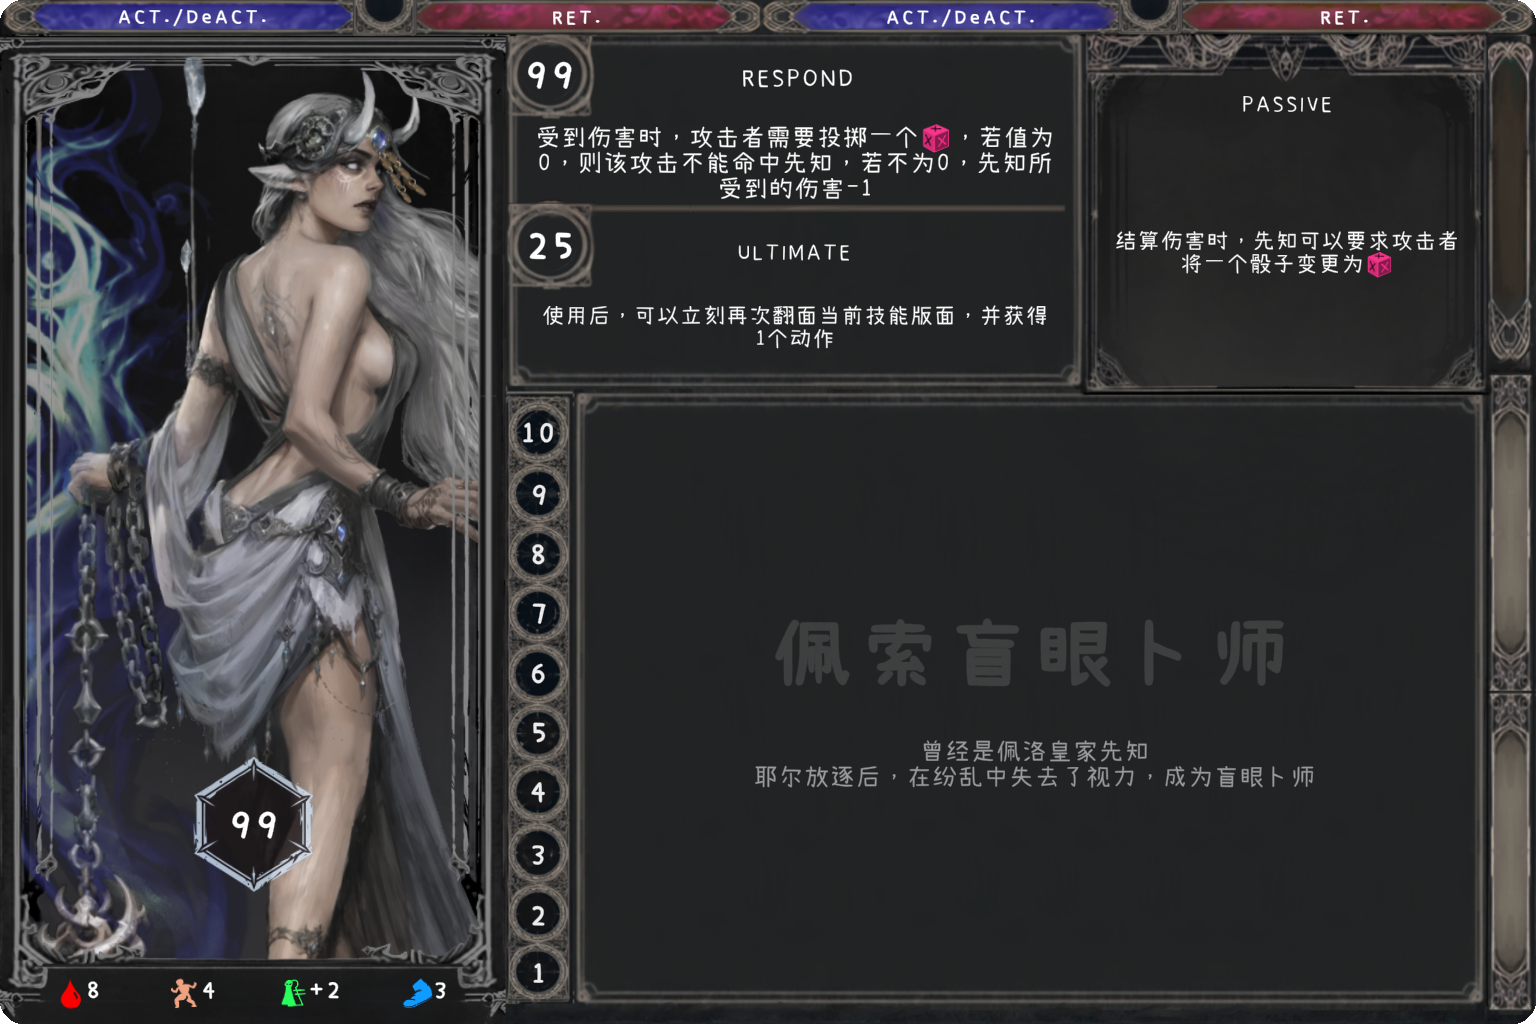 ACT./DeACT.
RET.
ACT./DeACT.
RET.
99
RESPOND
受到伤害时，攻击者需要投掷一个，若值为
0，则该攻击不能命中先知，若不为0，先知所
受到的伤害-1
25
ULTIMATE
使用后，可以立刻再次翻面当前技能版面，并获得
1个动作
PASSIVE
结算伤害时，先知可以要求攻击者
将一个骰子变更为
10
9
8
7
6
5
4
3
2
1
佩索盲眼卜师
曾经是佩洛皇家先知
耶尔放逐后，在纷乱中失去了视力，成为盲眼卜师
99
8
4
+2
3